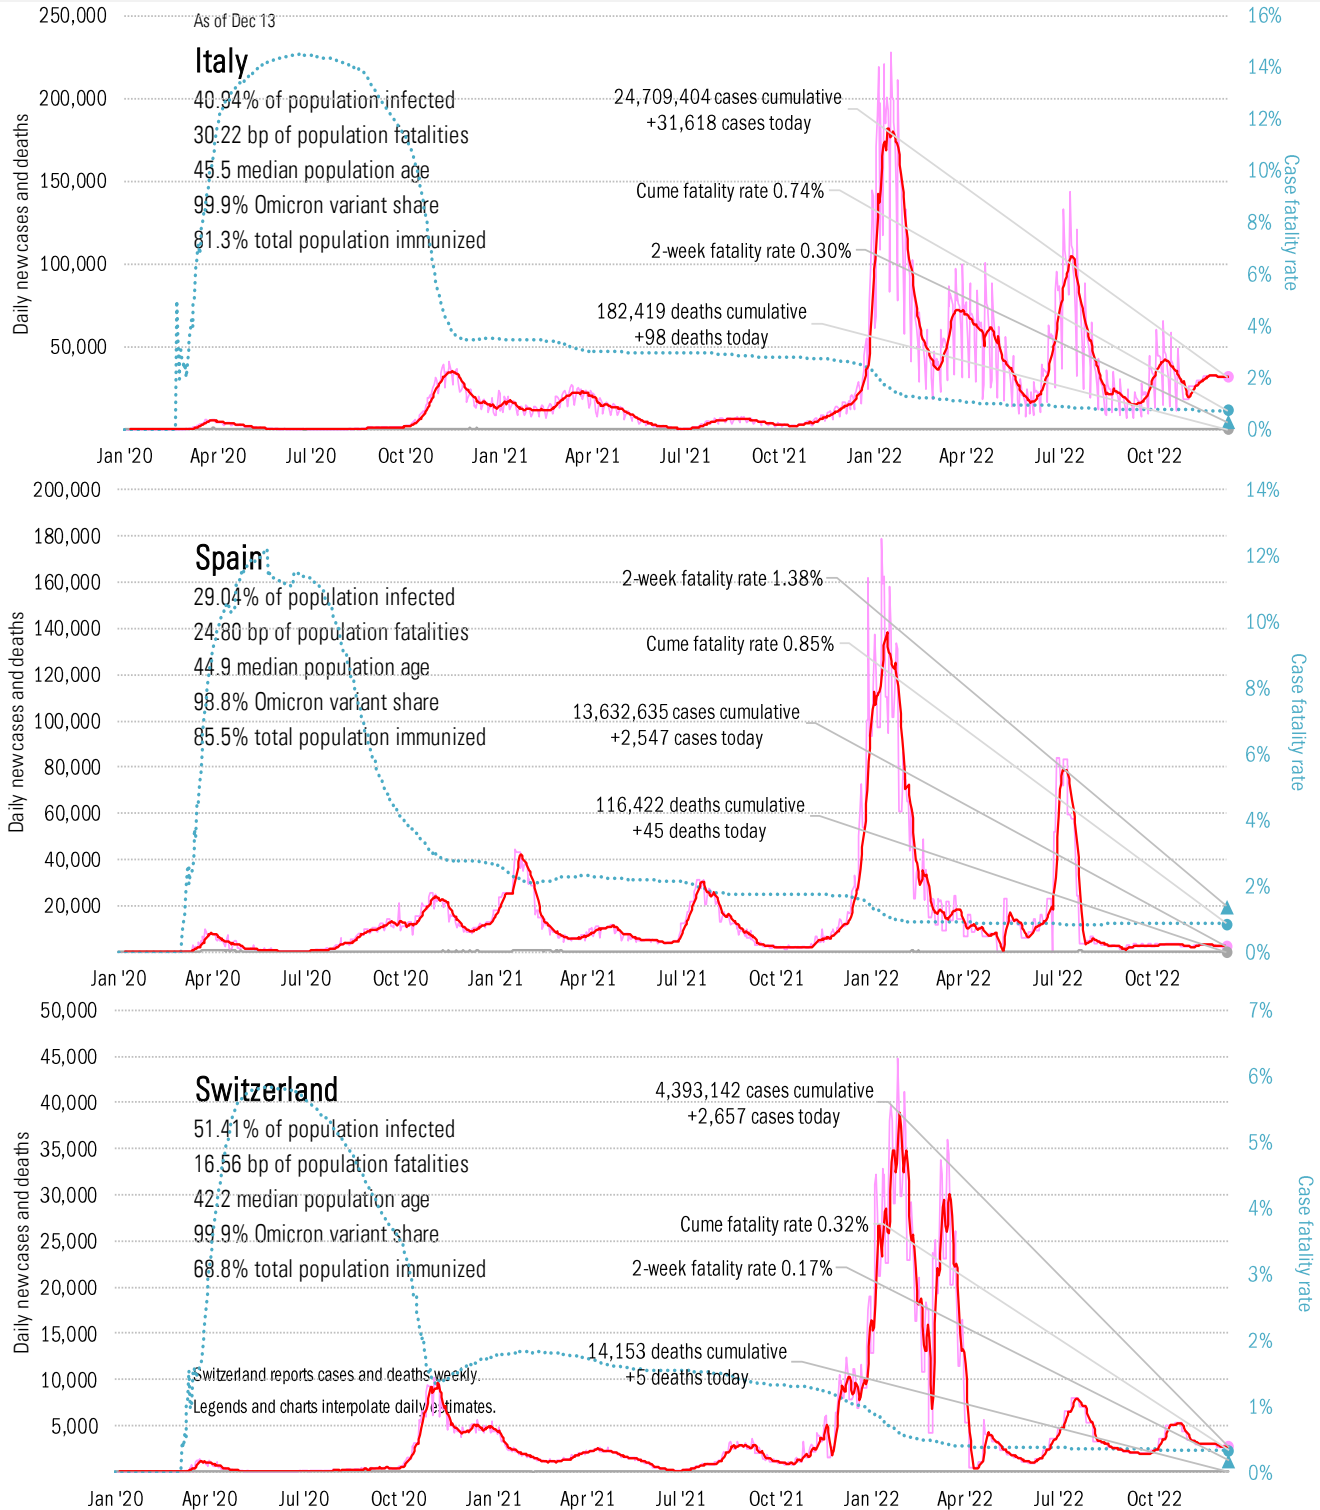 As of Dec 13
250,000
200,000
150,000
100,000
50,000
Daily new cases and deaths
16%
14%
12%
10%
8%
6%
4%
2%
0%
Case fatality rate
Italy
40.94% of population infected
30.22 bp of population fatalities
45.5 median population age
99.9% Omicron variant share
81.3% total population immunized
24,709,404 cases cumulative
+31,618 cases today
Cume fatality rate 0.74%
2-week fatality rate 0.30%
182,419 deaths cumulative
+98 deaths today
Jan '20 Apr '20 Jul '20 Oct '20 Jan '21 Apr '21 Jul '21 Oct '21 Jan '22 Apr '22 Jul '22 Oct '22
200,000
180,000
160,000
140,000
120,000
100,000
80,000
60,000
40,000
20,000
Daily new cases and deaths
14%
12%
10%
8%
6%
4%
2%
0%
Case fatality rate
Spain
29.04% of population infected
24.80 bp of population fatalities
44.9 median population age
98.8% Omicron variant share
85.5% total population immunized
2-week fatality rate 1.38%
Cume fatality rate 0.85%
13,632,635 cases cumulative
+2,547 cases today
116,422 deaths cumulative
+45 deaths today
Jan '20 Apr '20 Jul '20 Oct '20 Jan '21 Apr '21 Jul '21 Oct '21 Jan '22 Apr '22 Jul '22 Oct '22
50,000
45,000
40,000
35,000
30,000
25,000
20,000
15,000
10,000
5,000
Daily new cases and deaths
7%
6%
5%
4%
3%
2%
1%
0%
Case fatality rate
Switzerland
51.41% of population infected
16.56 bp of population fatalities
42.2 median population age
99.9% Omicron variant share
68.8% total population immunized
4,393,142 cases cumulative
+2,657 cases today
Cume fatality rate 0.32%
2-week fatality rate 0.17%
14,153 deaths cumulative
+5 deaths today
Switzerland reports cases and deaths weekly.
Legends and charts interpolate daily estimates.
Jan '20 Apr '20 Jul '20 Oct '20 Jan '21 Apr '21 Jul '21 Oct '21 Jan '22 Apr '22 Jul '22 Oct '22